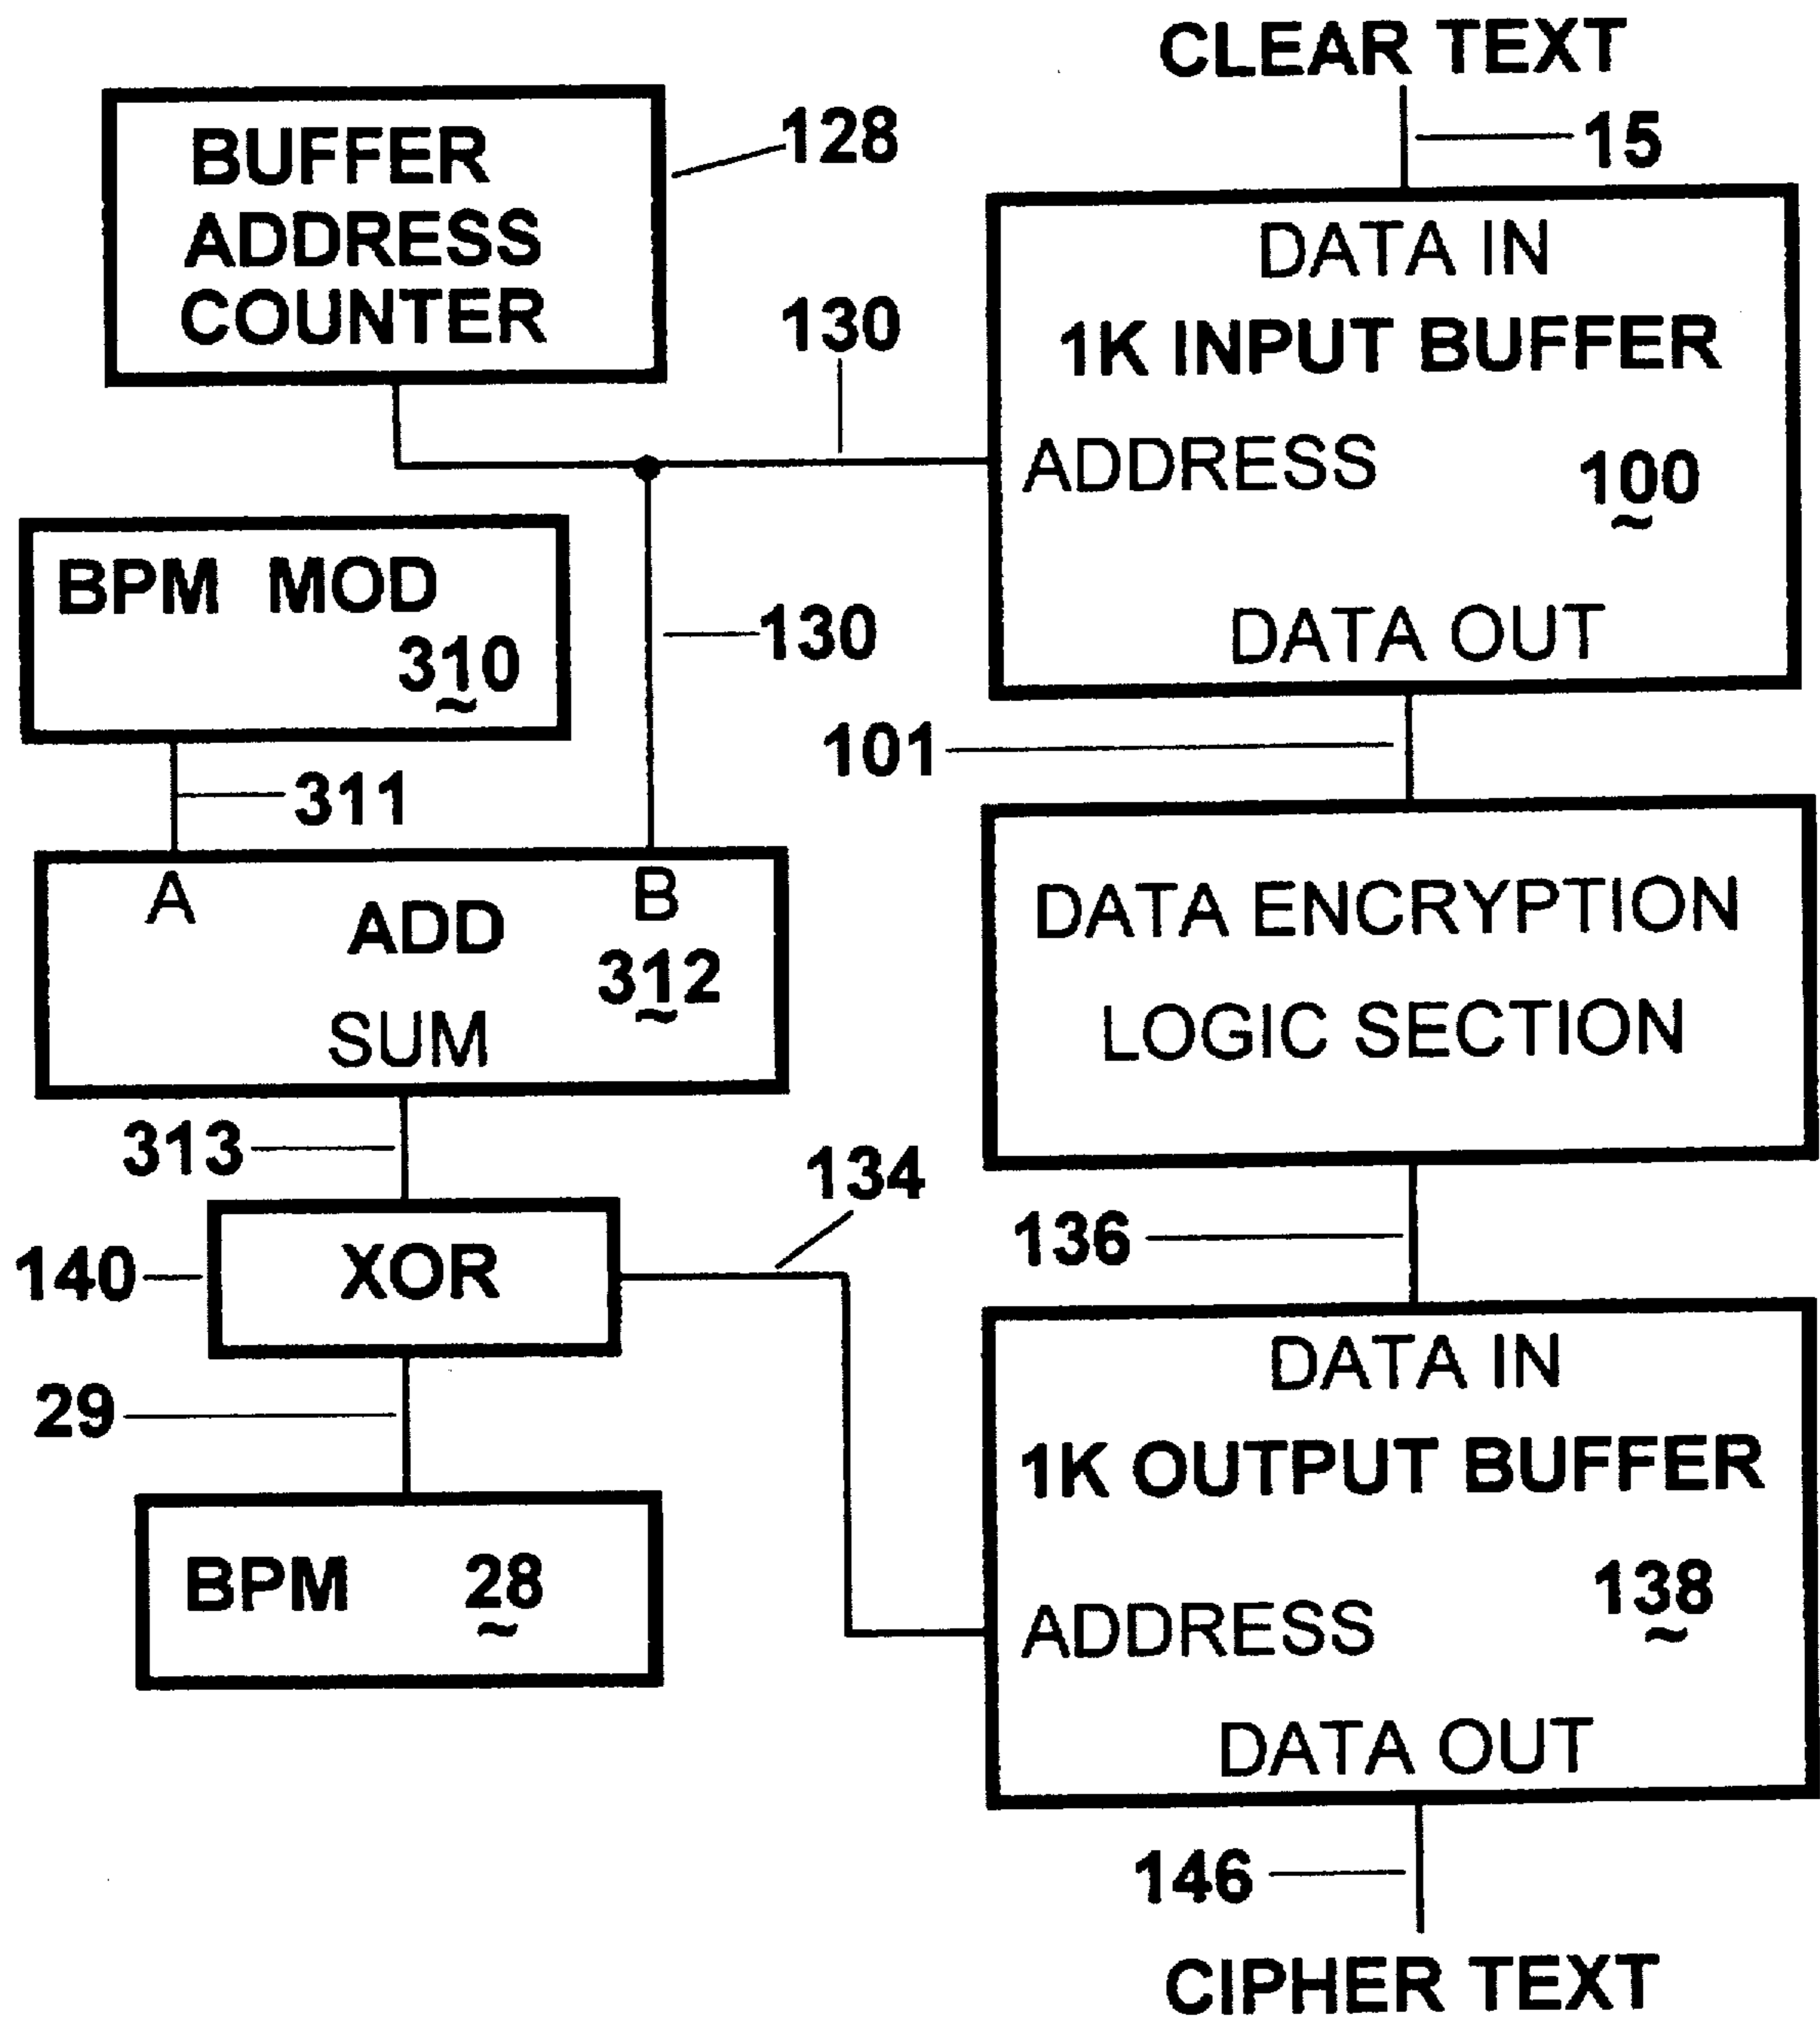 CLEAR TEXT
15
BUFFER
ADDRESS
COUNTER
128
130
DATA IN
1K INPUT BUFFER
ADDRESS
100
DATA OUT
BPM MOD
310
130
311
101
A
B
ADD
312
SUM
DATA ENCRYPTION
LOGIC SECTION
313
134
136
140
XOR
29
BPM 28
DATA IN
1K OUTPUT BUFFER
138
ADDRESS
DATA OUT
146
CIPHER TEXT